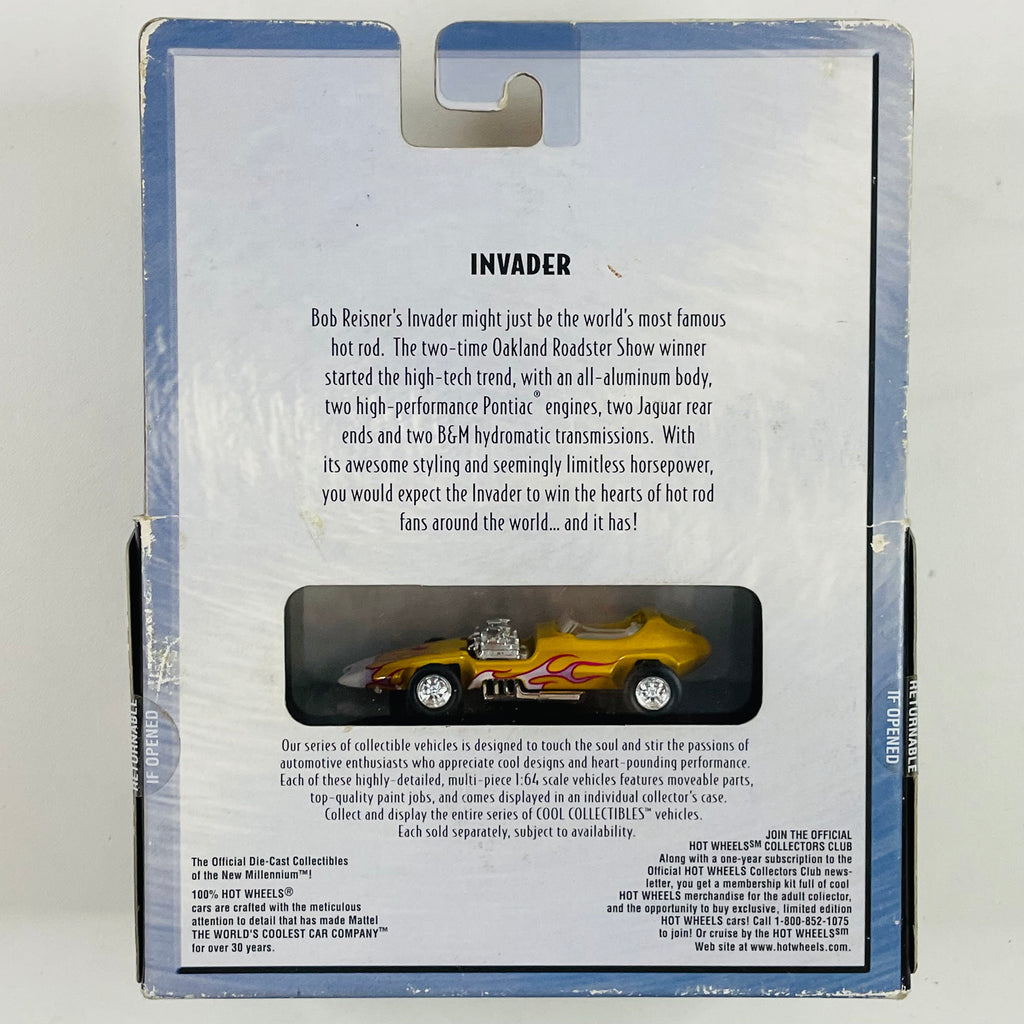 INVADER
Bob Reisner's Invader might just be the world's most famous
hot rod. The two-time Oakland Roadster Show winner
started the high-tech trend, with an all-aluminum body,
two high-performance Pontiac® engines, two Jaguar rear
ends and two B&M hydromatic transmissions. With
its awesome styling and seemingly limitless horsepower,
you would expect the Invader to win the hearts of hot rod
fans around the world... and it has!
Our series of collectible vehicles is designed to touch the soul and stir the passions of
automotive enthusiasts who appreciate cool designs and heart-pounding performance.
Each of these highly-detailed, multi-piece 1:64 scale vehicles features moveable parts,
top-quality paint jobs, and comes displayed in an individual collector's case.
Collect and display the entire series of COOL COLLECTIBLES™ vehicles.
Each sold separately, subject to availability.
The Official Die-Cast Collectibles
of the New Millennium™!
100% HOT WHEELS®
cars are crafted with the meticulous
attention to detail that has made Mattel
THE WORLD'S COOLEST CAR COMPANY™
for over 30 years.
JOIN THE OFFICIAL
HOT WHEELS℠ COLLECTORS CLUB
Along with a one-year subscription to the
Official HOT WHEELS Collectors Club news-
letter, you get a membership kit full of cool
HOT WHEELS merchandise for the adult collector,
and the opportunity to buy exclusive, limited edition
HOT WHEELS cars! Call 1-800-852-1075
to join! Or cruise by the HOT WHEELS℠
Web site at www.hotwheels.com.
RETURNABLE
IF OPENED
RETURNABLE
IF OPENED